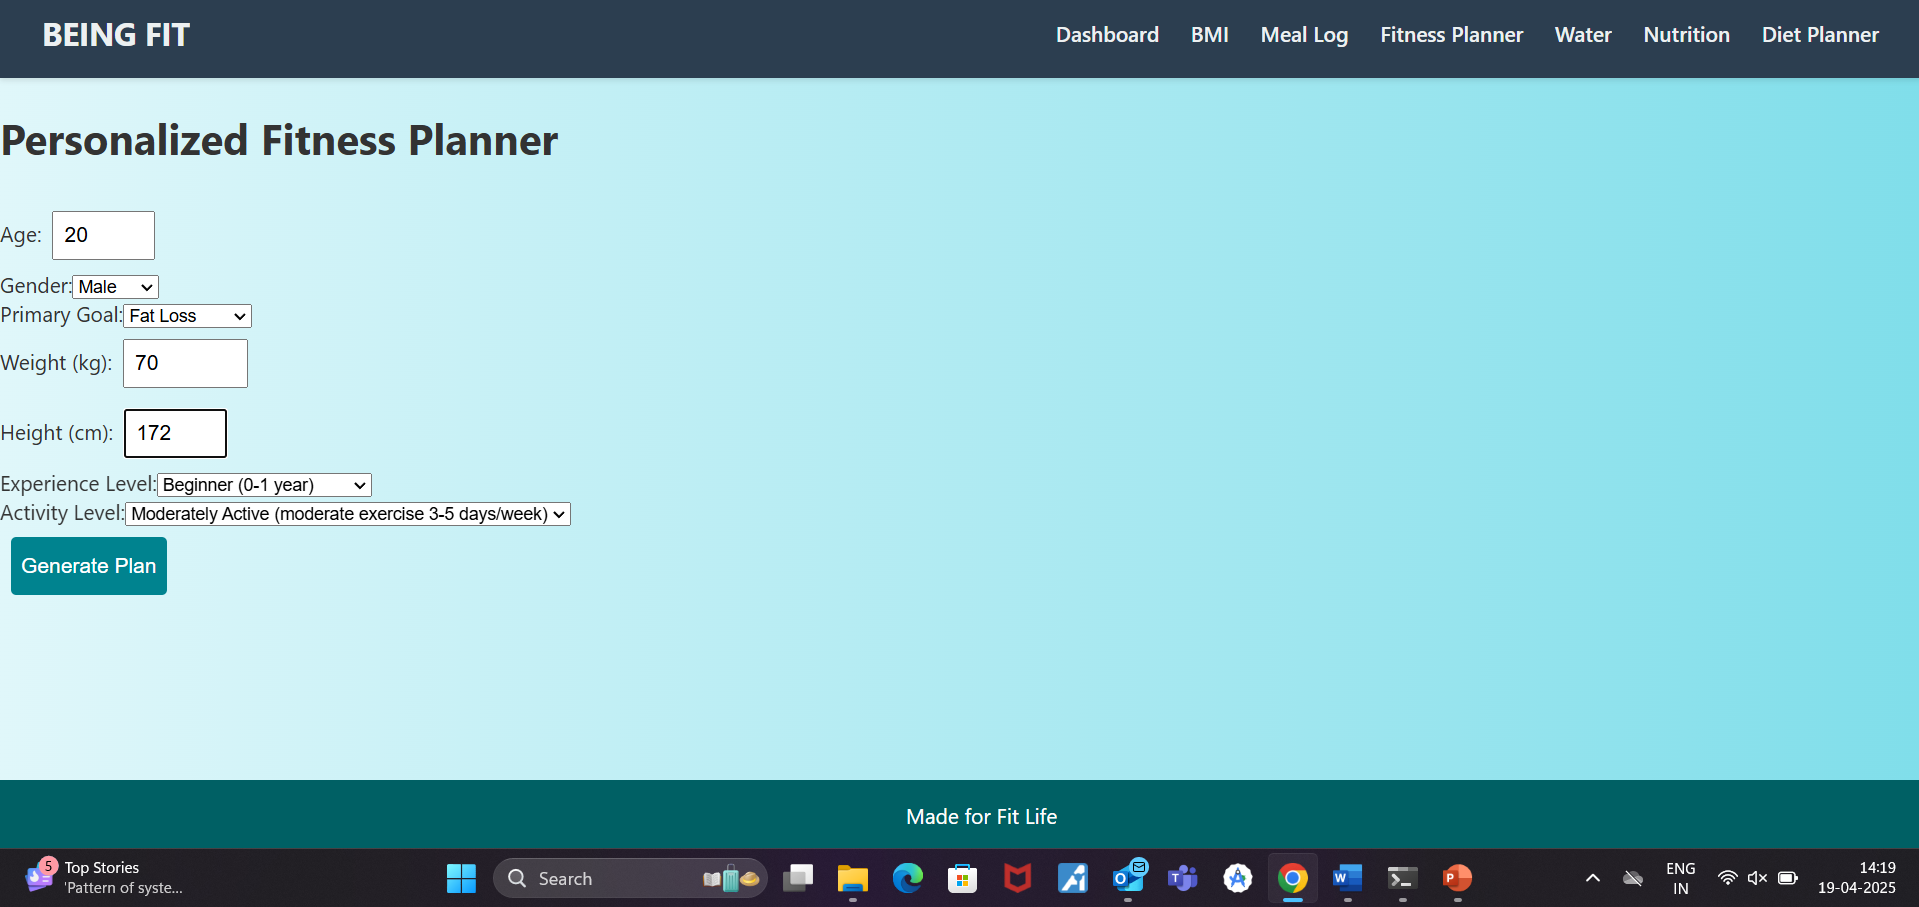 BEING FIT
Dashboard BMI Meal Log Fitness Planner Water Nutrition Diet Planner
Personalized Fitness Planner
Age: 20
Gender: Male
Primary Goal: Fat Loss
Weight (kg): 70
Height (cm): 172
Experience Level: Beginner (0-1 year)
Activity Level: Moderately Active (moderate exercise 3-5 days/week)
Generate Plan
Made for Fit Life
5
Top Stories
'Pattern of syste...
Search
ENG
IN
14:19
19-04-2025